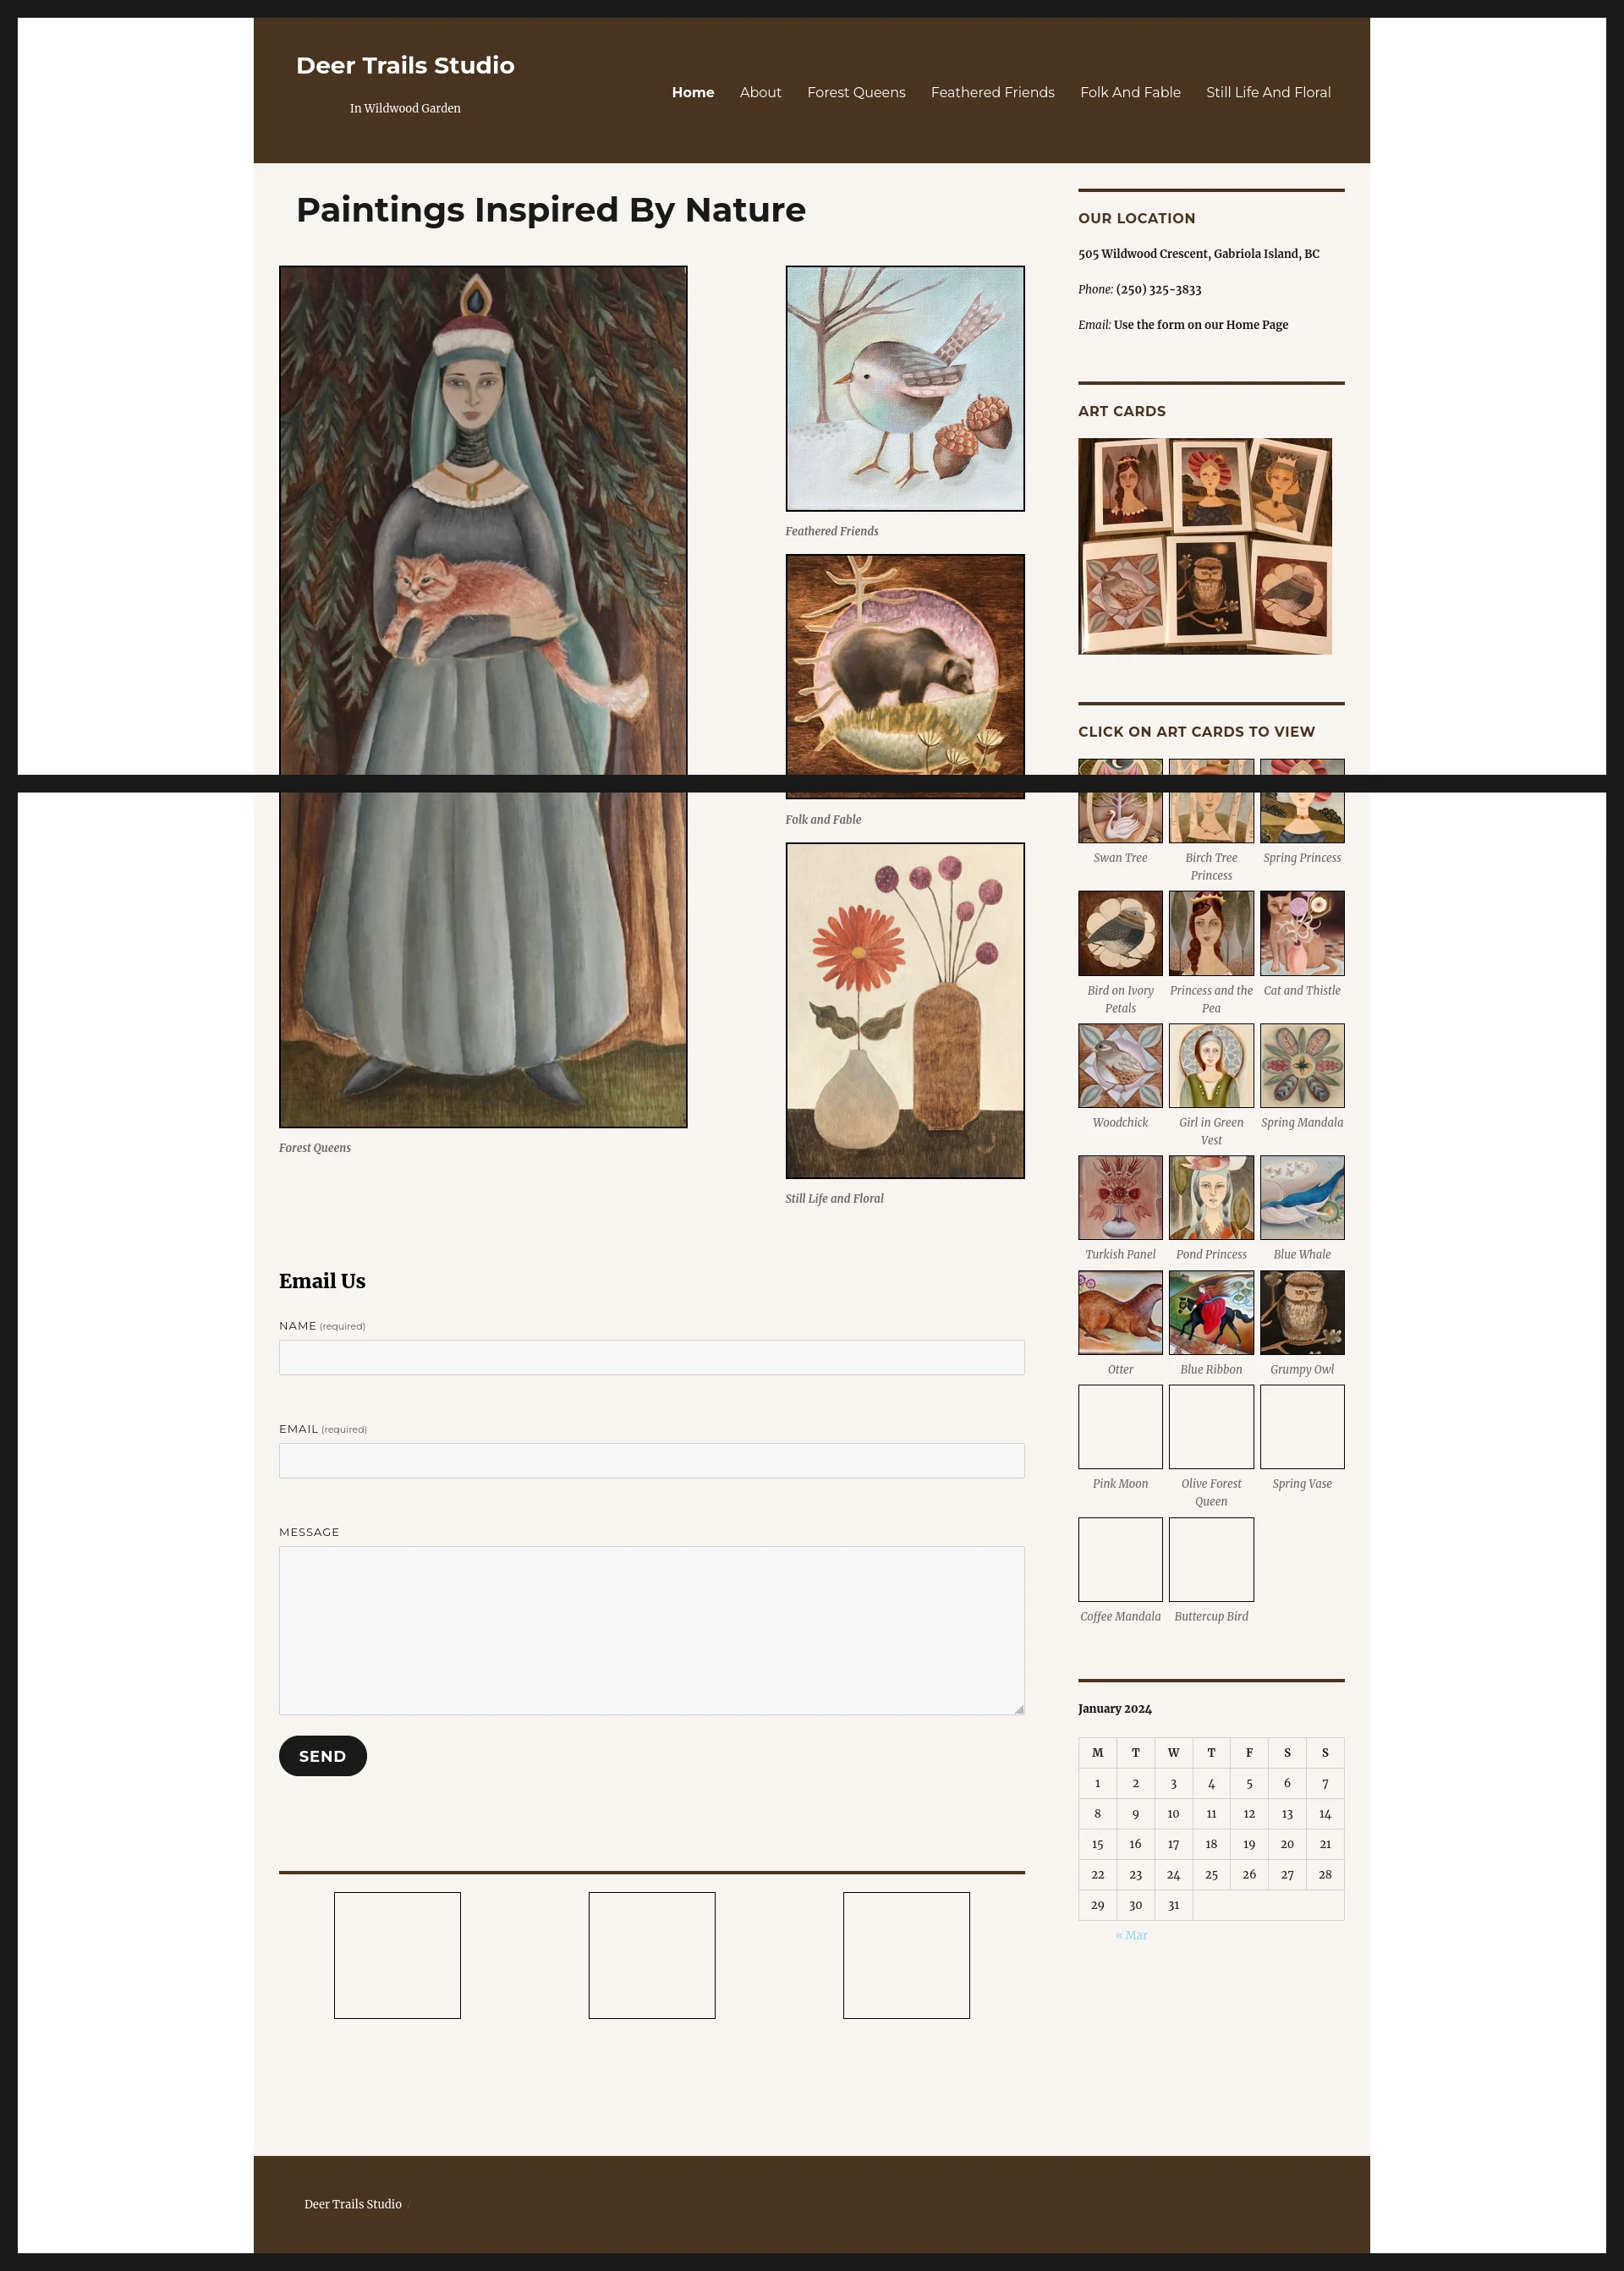 Deer Trails Studio
In Wildwood Garden
Home About Forest Queens Feathered Friends Folk And Fable Still Life And Floral
Paintings Inspired By Nature
Feathered Friends
Folk and Fable
Forest Queens
Still Life and Floral
Email Us
NAME (required)
EMAIL (required)
MESSAGE
SEND
OUR LOCATION
505 Wildwood Crescent, Gabriola Island, BC
Phone: (250) 325-3833
Email: Use the form on our Home Page
ART CARDS
CLICK ON ART CARDS TO VIEW
Swan Tree
Birch Tree
Princess
Spring Princess
Bird on Ivory
Petals
Princess and the
Pea
Cat and Thistle
Woodchick
Girl in Green
Vest
Spring Mandala
Turkish Panel
Pond Princess
Blue Whale
Otter
Blue Ribbon
Grumpy Owl
Pink Moon
Olive Forest
Queen
Spring Vase
Coffee Mandala
Buttercup Bird
January 2024
M T W T F S S
1 2 3 4 5 6 7
8 9 10 11 12 13 14
15 16 17 18 19 20 21
22 23 24 25 26 27 28
29 30 31
« Mar
Deer Trails Studio /